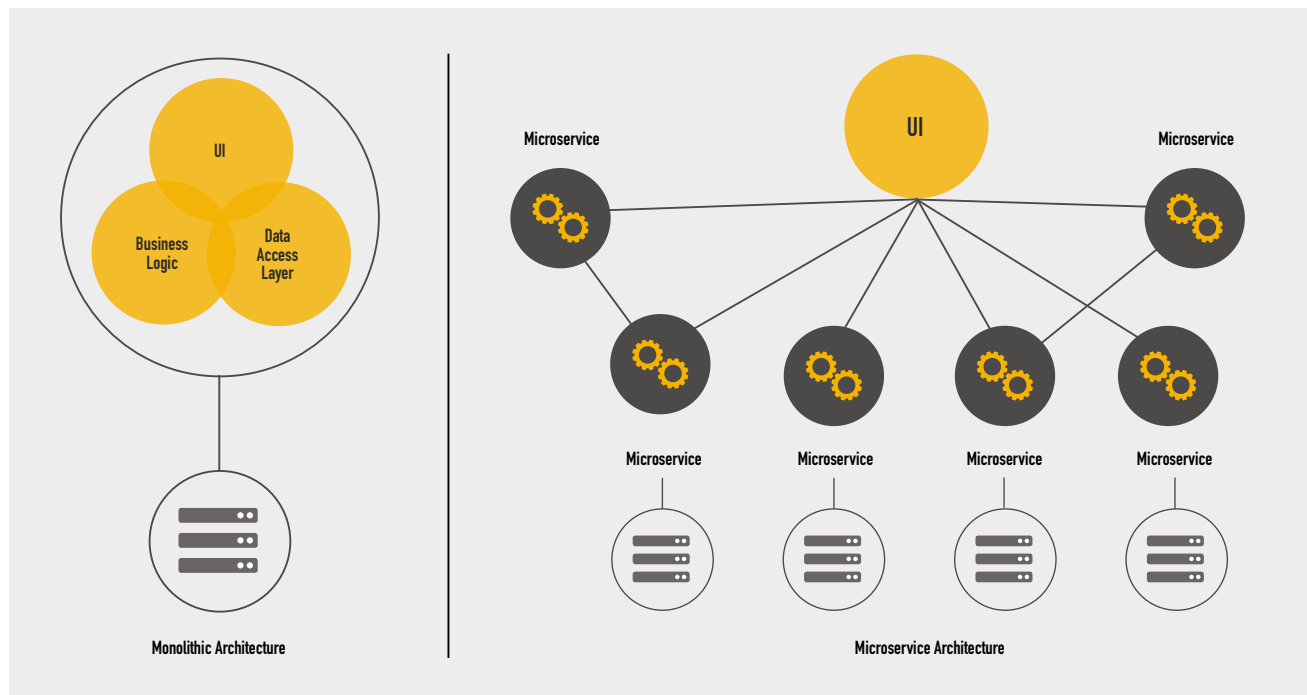 UI
Business
Logic
Data
Access
Layer
Monolithic Architecture
UI
Microservice
Microservice
Microservice
Microservice
Microservice
Microservice
Microservice Architecture